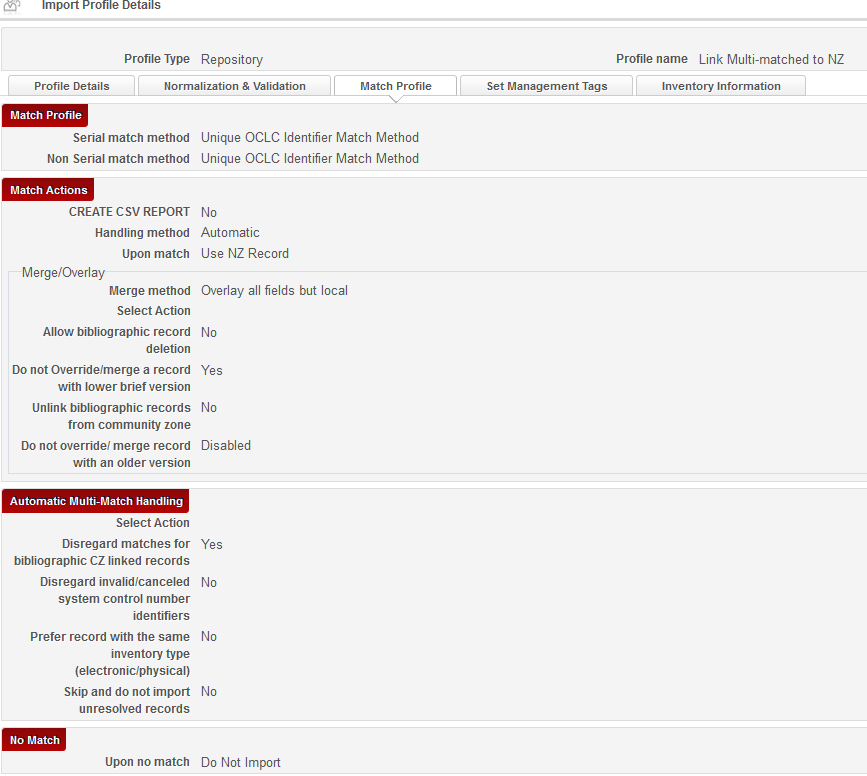 Import Profile Details
Profile Type Repository Profile name Link Multi-matched to NZ
Profile Details Normalization & Validation Match Profile Set Management Tags Inventory Information
Match Profile
Serial match method Unique OCLC Identifier Match Method
Non Serial match method Unique OCLC Identifier Match Method
Match Actions
CREATE CSV REPORT No
Handling method Automatic
Upon match Use NZ Record
Merge/Overlay
Merge method Overlay all fields but local
Select Action
Allow bibliographic record No
deletion
Do not Override/merge a record Yes
with lower brief version
Unlink bibliographic records No
from community zone
Do not override/ merge record Disabled
with an older version
Automatic Multi-Match Handling
Select Action
Disregard matches for Yes
bibliographic CZ linked records
Disregard invalid/canceled No
system control number
identifiers
Prefer record with the same No
inventory type
(electronic/physical)
Skip and do not import No
unresolved records
No Match
Upon no match Do Not Import